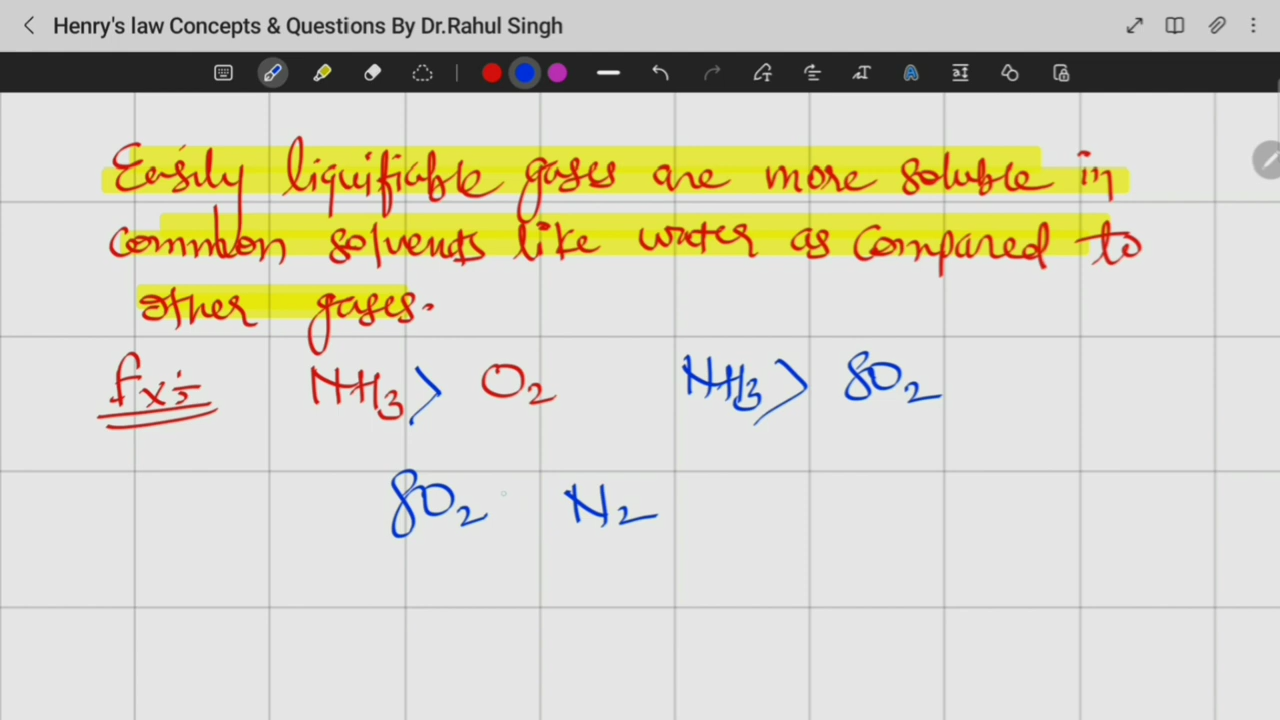 Henry's law Concepts & Questions By Dr.Rahul Singh
Easily liquifiable gases are more soluble in
common solvents like water as compared to
other gases.
Ex:- NH3 > O2 NH3 > SO2
SO2 N2